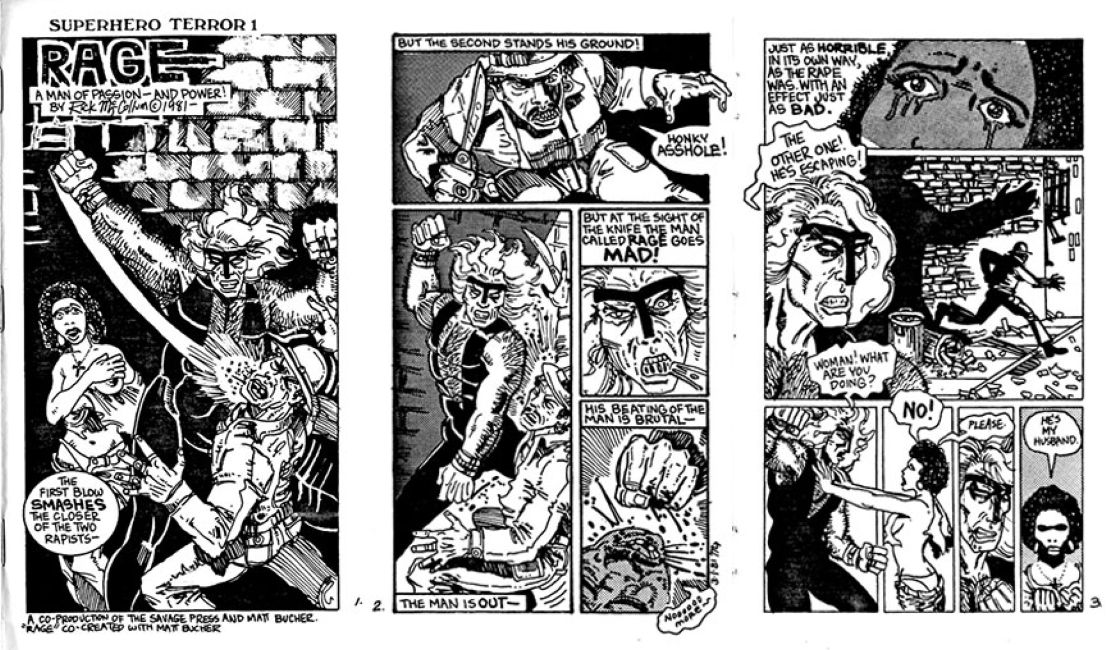 SUPERHERO TERROR 1
RAGE
A MAN OF PASSION—AND POWER!
BY Rick McCollum ©1981—
THE
FIRST BLOW
SMASHES
THE CLOSER
OF THE TWO
RAPISTS—
A CO-PRODUCTION OF THE SAVAGE PRESS AND MATT BUCHER.
"RAGE" CO-CREATED WITH MATT BUCHER
1.
BUT THE SECOND STANDS HIS GROUND!
HONKY
ASSHOLE!
BUT AT THE SIGHT OF
THE KNIFE THE MAN
CALLED RAGE GOES
MAD!
HIS BEATING OF THE
MAN IS BRUTAL—
THE MAN IS OUT—
NOOOOO
MORE—
2.
JUST AS HORRIBLE,
IN ITS OWN WAY,
AS THE RAPE
WAS. WITH AN
EFFECT JUST
AS BAD.
THE
OTHER ONE!
HE'S ESCAPING!
WOMAN! WHAT
ARE YOU
DOING?
NO!
PLEASE.
HE'S
MY
HUSBAND.
3